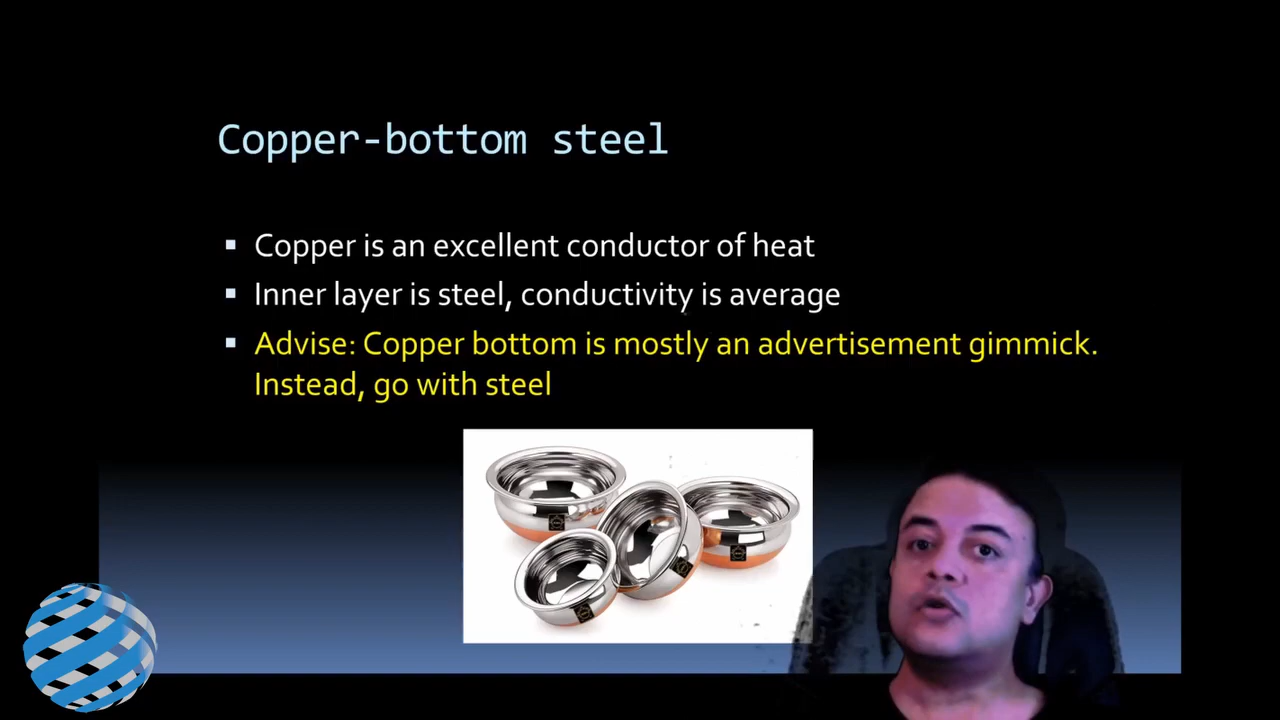 Copper-bottom steel
Copper is an excellent conductor of heat
Inner layer is steel, conductivity is average
Advise: Copper bottom is mostly an advertisement gimmick.
Instead, go with steel